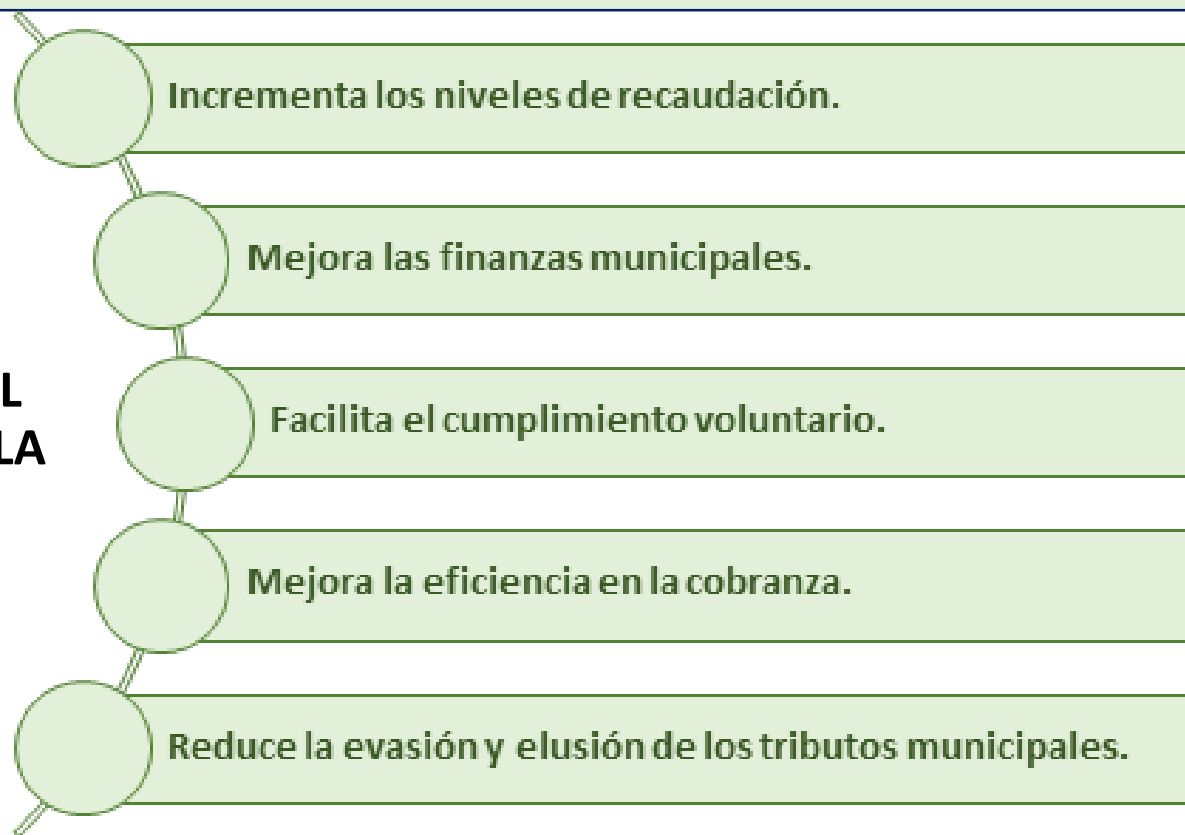 Incrementa los niveles de recaudación.
Mejora las finanzas municipales.
L
LA
Facilita el cumplimiento voluntario.
Mejora la eficiencia en la cobranza.
Reduce la evasión y elusión de los tributos municipales.